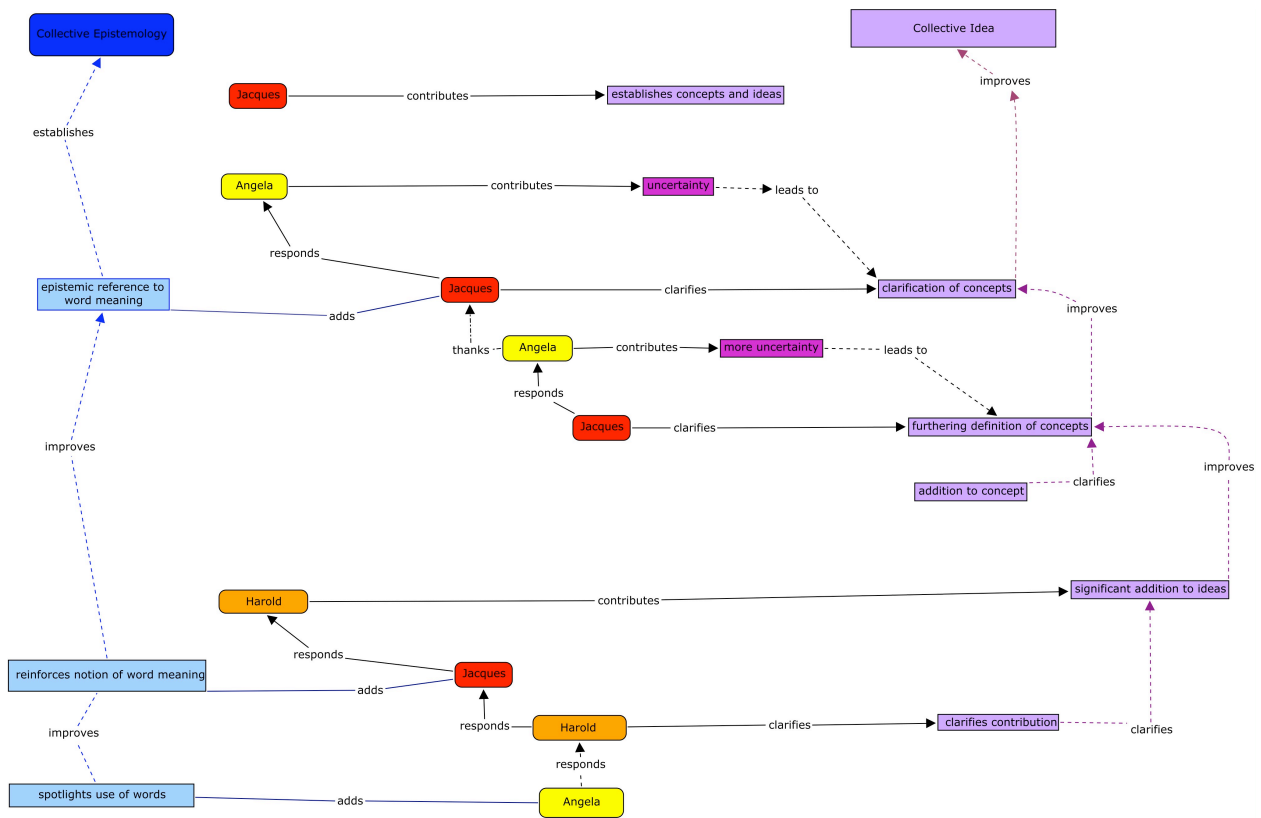 Collective Epistemology
Collective Idea
improves
Jacques
contributes
establishes concepts and ideas
establishes
Angela
contributes
uncertainty
leads to
responds
epistemic reference to
word meaning
adds
Jacques
clarifies
clarification of concepts
improves
thanks
Angela
contributes
more uncertainty
leads to
responds
Jacques
clarifies
furthering definition of concepts
improves
improves
addition to concept
clarifies
Harold
contributes
significant addition to ideas
responds
reinforces notion of word meaning
adds
Jacques
improves
responds
Harold
clarifies
clarifies contribution
clarifies
responds
spotlights use of words
adds
Angela